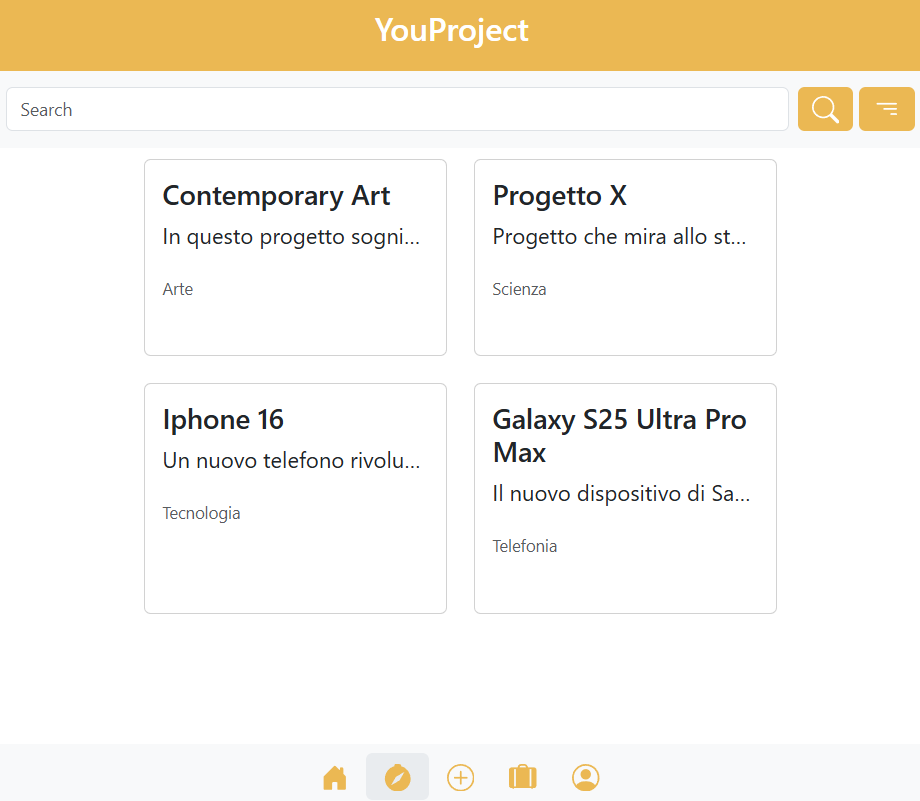 YouProject
Search
Contemporary Art
In questo progetto sogni...
Arte
Progetto X
Progetto che mira allo st...
Scienza
Iphone 16
Un nuovo telefono rivolu...
Tecnologia
Galaxy S25 Ultra Pro
Max
Il nuovo dispositivo di Sa...
Telefonia